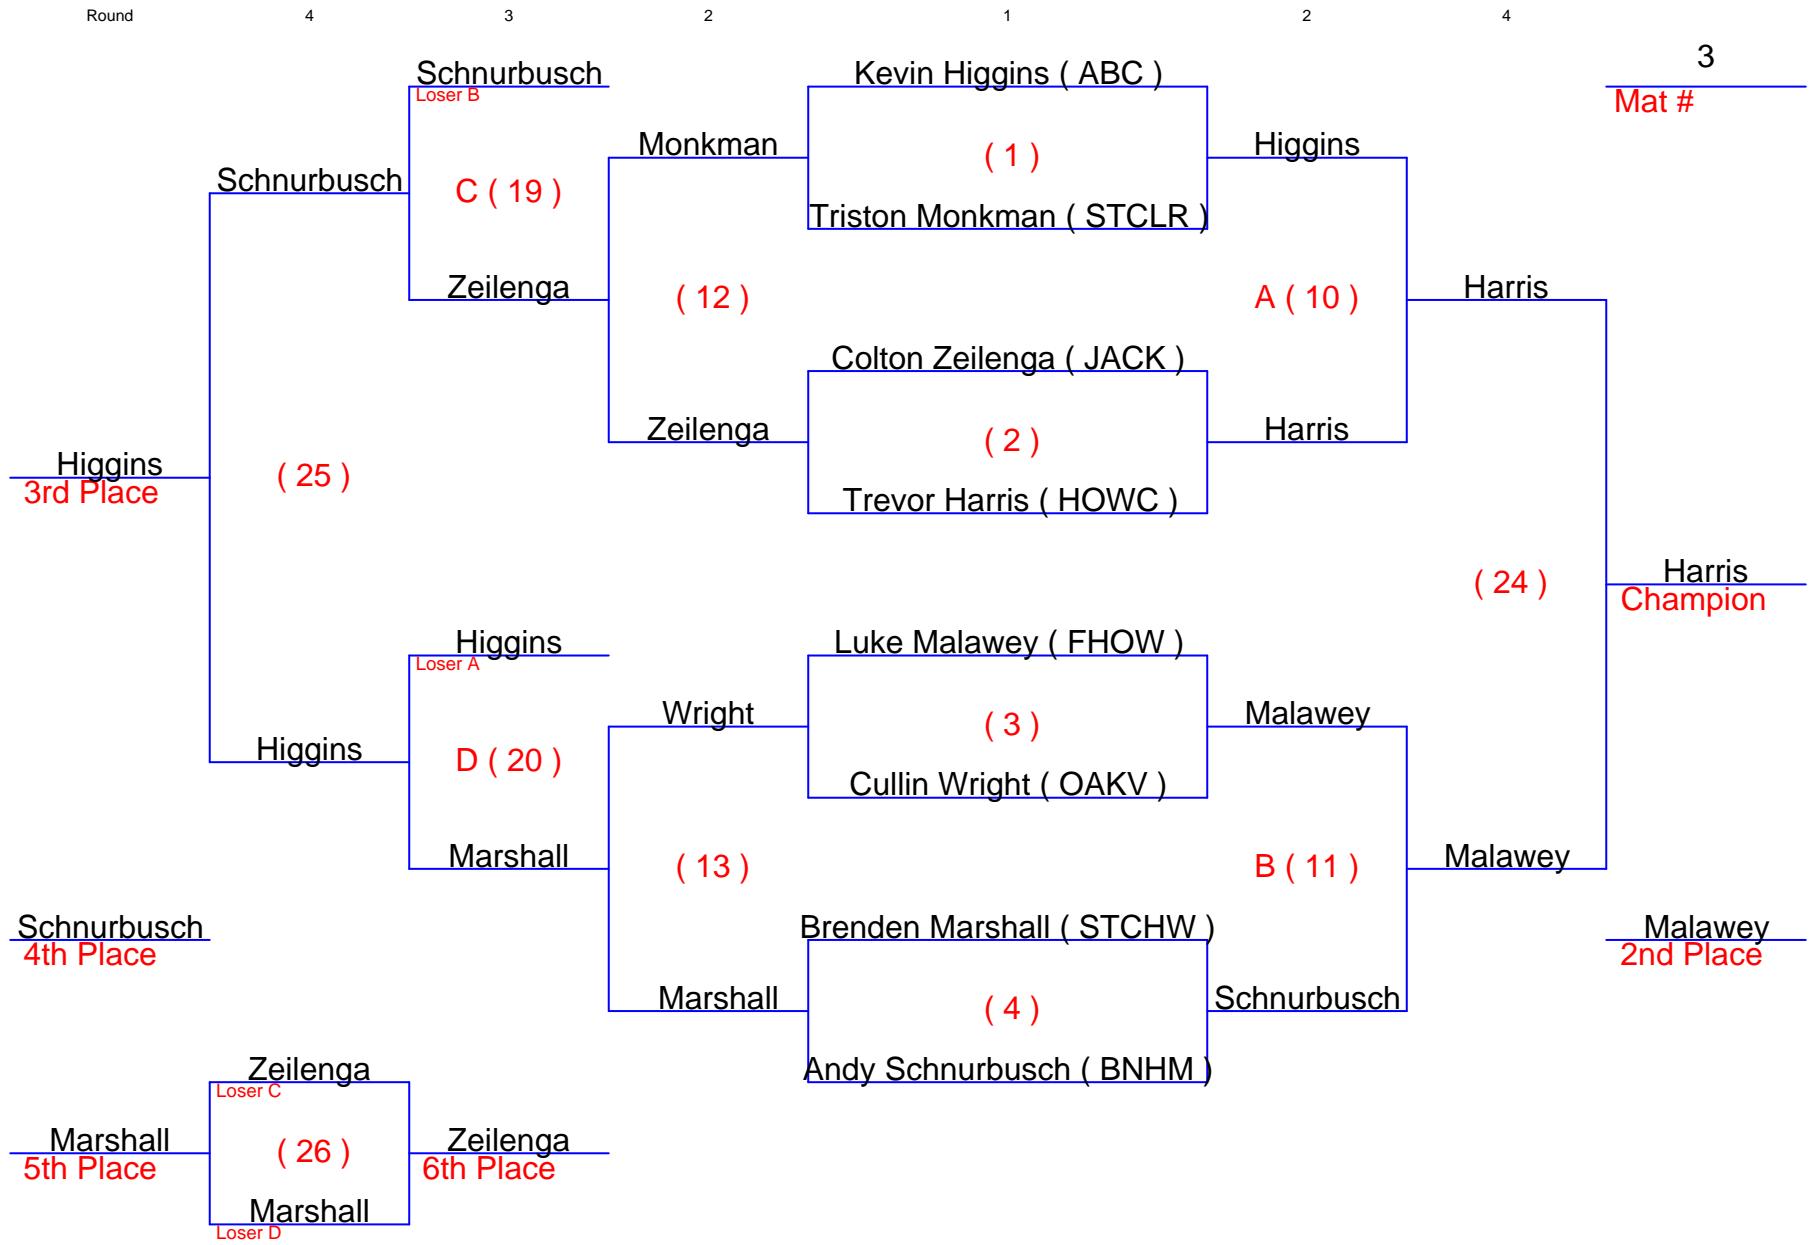 Round 4 3 2 1 2 4
3
Mat #
Schnurbusch
Loser B
Kevin Higgins ( ABC )
Monkman
( 1 )
Higgins
Schnurbusch
C ( 19 )
Triston Monkman ( STCLR )
Zeilenga
( 12 )
A ( 10 )
Harris
Colton Zeilenga ( JACK )
Zeilenga
( 2 )
Harris
Higgins
3rd Place
( 25 )
Trevor Harris ( HOWC )
( 24 )
Harris
Champion
Higgins
Loser A
Luke Malawey ( FHOW )
Wright
( 3 )
Malawey
Higgins
D ( 20 )
Cullin Wright ( OAKV )
Marshall
( 13 )
B ( 11 )
Malawey
Schnurbusch
4th Place
Brenden Marshall ( STCHW )
Malawey
2nd Place
Marshall
( 4 )
Schnurbusch
Andy Schnurbusch ( BNHM )
Zeilenga
Loser C
Marshall
5th Place
( 26 )
Zeilenga
6th Place
Marshall
Loser D